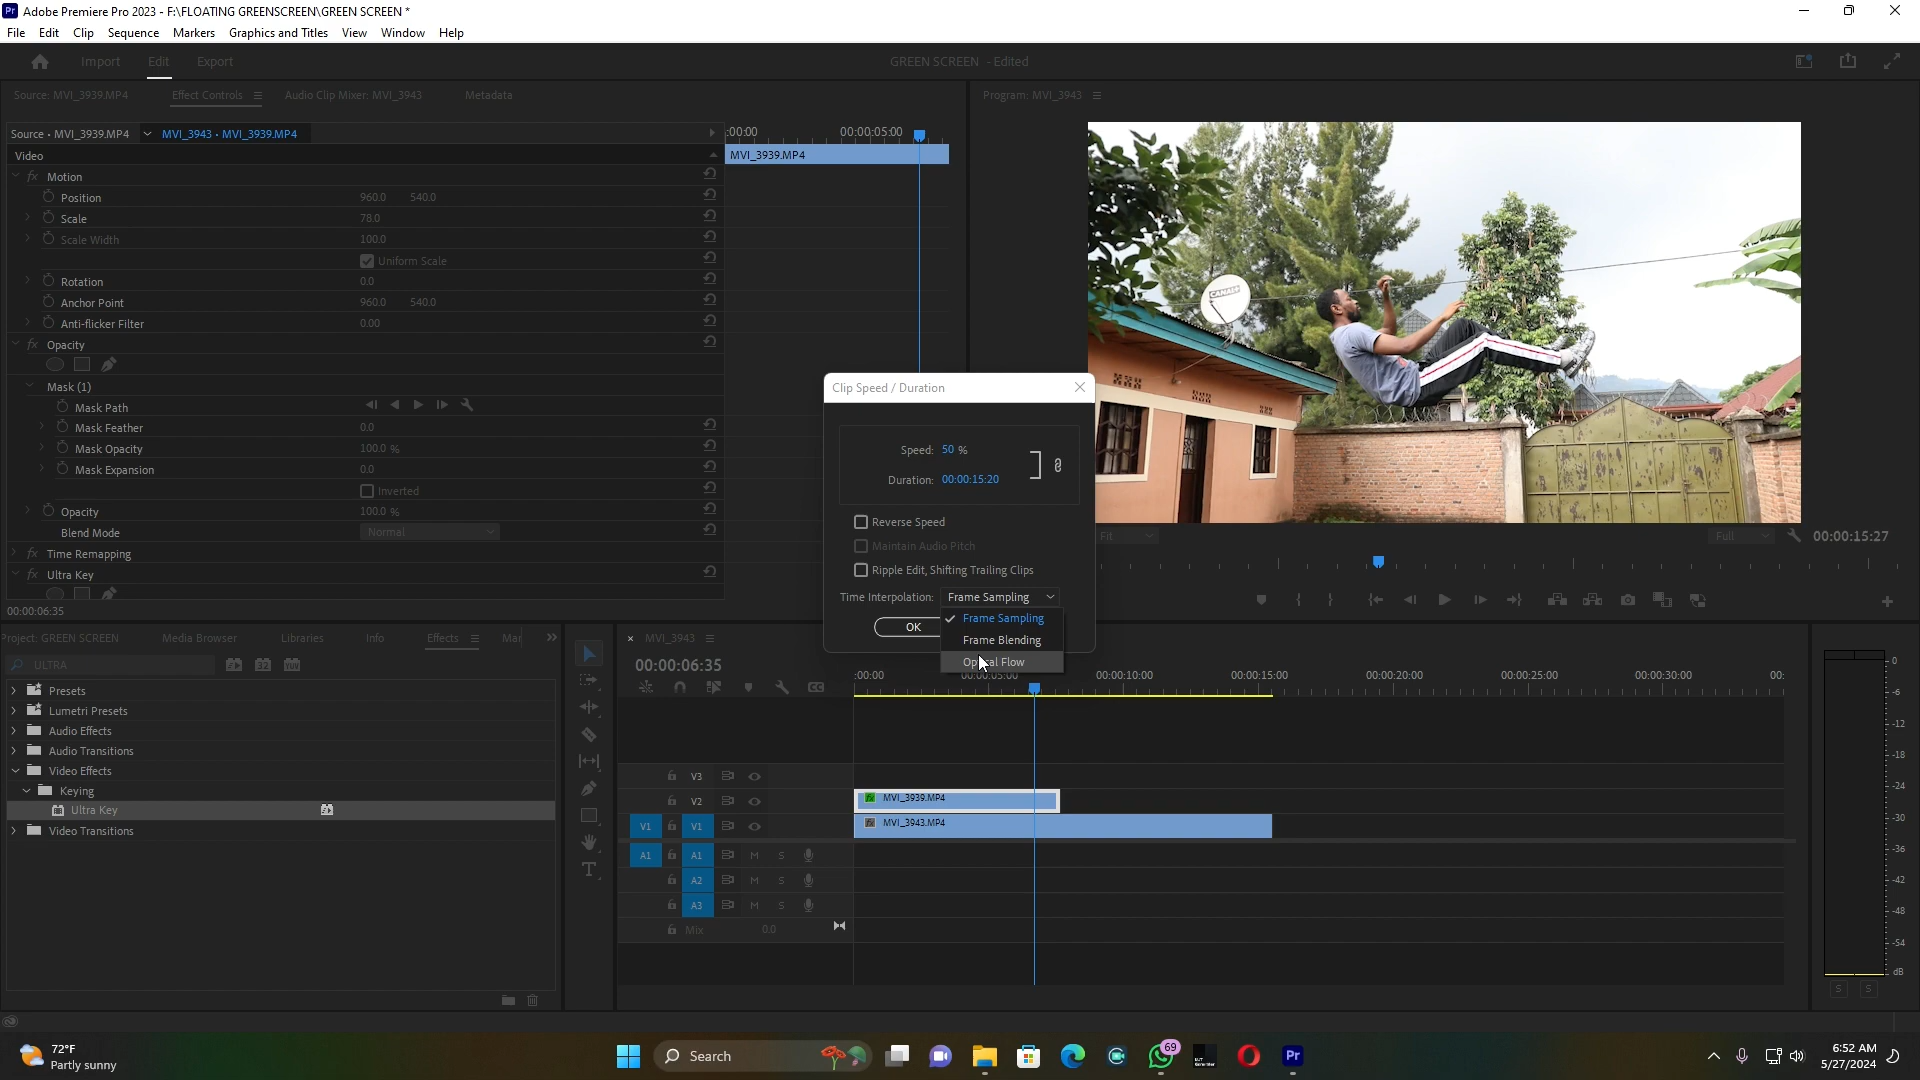 Pr Adobe Premiere Pro 2023 - F:\FLOATING GREENSCREEN\GREEN SCREEN *
File Edit Clip Sequence Markers Graphics and Titles View Window Help
Import Edit Export
GREEN SCREEN - Edited
Source: MVI_3939.MP4 Effect Controls Audio Clip Mixer: MVI_3943 Metadata
Program: MVI_3943
Source • MVI_3939.MP4 MVI_3943 • MVI_3939.MP4
:00:00 00:00:05:00
Video
MVI_3939.MP4
fx Motion
Position 960.0 540.0
Scale 78.0
Scale Width 100.0
Uniform Scale
Rotation 0.0
Anchor Point 960.0 540.0
Anti-flicker Filter 0.00
fx Opacity
Mask (1)
Mask Path
Mask Feather 0.0
Mask Opacity 100.0 %
Mask Expansion 0.0
Inverted
Opacity 100.0 %
Blend Mode Normal
fx Time Remapping
fx Ultra Key
00:00:06:35
CANAL+
Fit Full 00:00:15:27
Clip Speed / Duration
Speed: 50 %
Duration: 00:00:15:20
Reverse Speed
Maintain Audio Pitch
Ripple Edit, Shifting Trailing Clips
Time Interpolation: Frame Sampling
OK
Frame Sampling
Frame Blending
Optical Flow
Project: GREEN SCREEN Media Browser Libraries Info Effects Mar
ULTRA
Presets
Lumetri Presets
Audio Effects
Audio Transitions
Video Effects
Keying
Ultra Key
Video Transitions
× MVI_3943
00:00:06:35
:00:00 00:00:05:00 00:00:10:00 00:00:15:00 00:00:20:00 00:00:25:00 00:00:30:00 00:
V3
V2 fx MVI_3939.MP4
V1 V1 fx MVI_3943.MP4
A1 A1 M S
A2 M S
A3 M S
Mix 0.0
0
-6
-12
-18
-24
-30
-36
-42
-48
-54
dB
S S
72°F
Partly sunny
Search
69
Pr
6:52 AM
5/27/2024